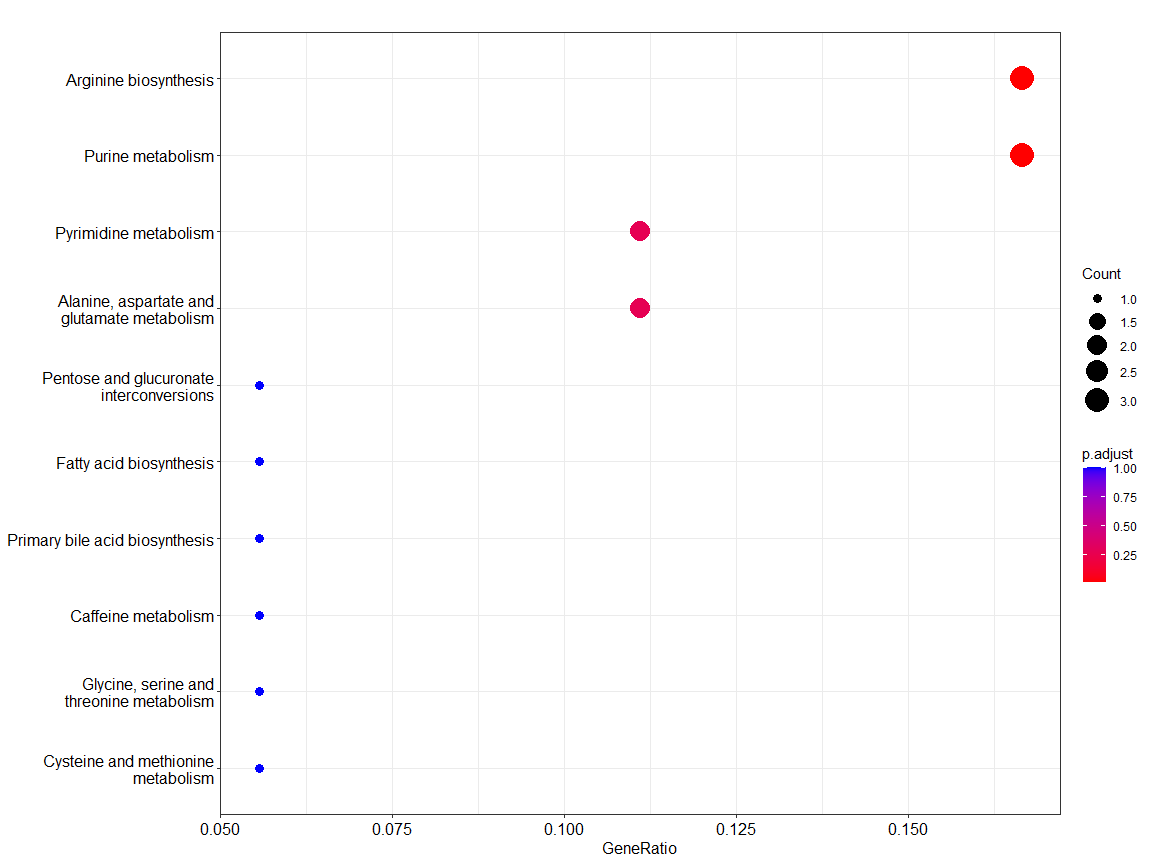 Arginine biosynthesis
Purine metabolism
Pyrimidine metabolism
Alanine, aspartate and
glutamate metabolism
Pentose and glucuronate
interconversions
Fatty acid biosynthesis
Primary bile acid biosynthesis
Caffeine metabolism
Glycine, serine and
threonine metabolism
Cysteine and methionine
metabolism
0.050 0.075 0.100 0.125 0.150
GeneRatio
Count
1.0
1.5
2.0
2.5
3.0
p.adjust
1.00
0.75
0.50
0.25